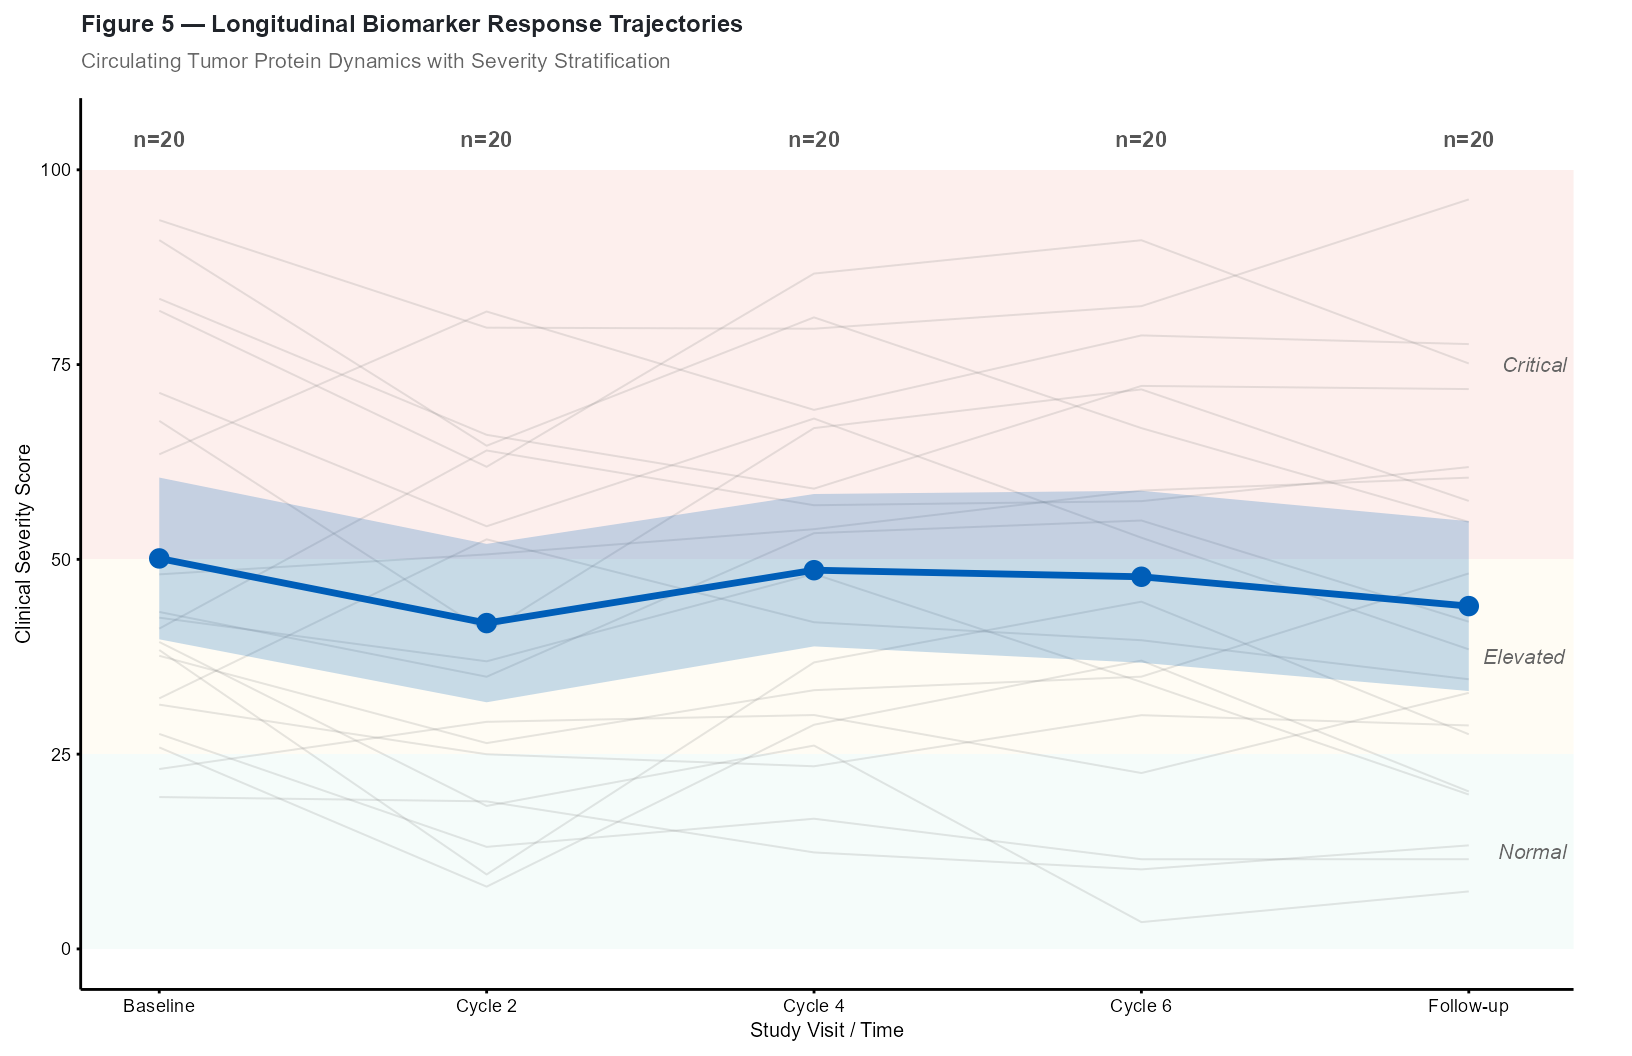 Figure 5 — Longitudinal Biomarker Response Trajectories
Circulating Tumor Protein Dynamics with Severity Stratification
n=20 n=20 n=20 n=20 n=20
100
75
50
25
0
Clinical Severity Score
Critical
Elevated
Normal
Baseline Cycle 2 Cycle 4 Cycle 6 Follow-up
Study Visit / Time